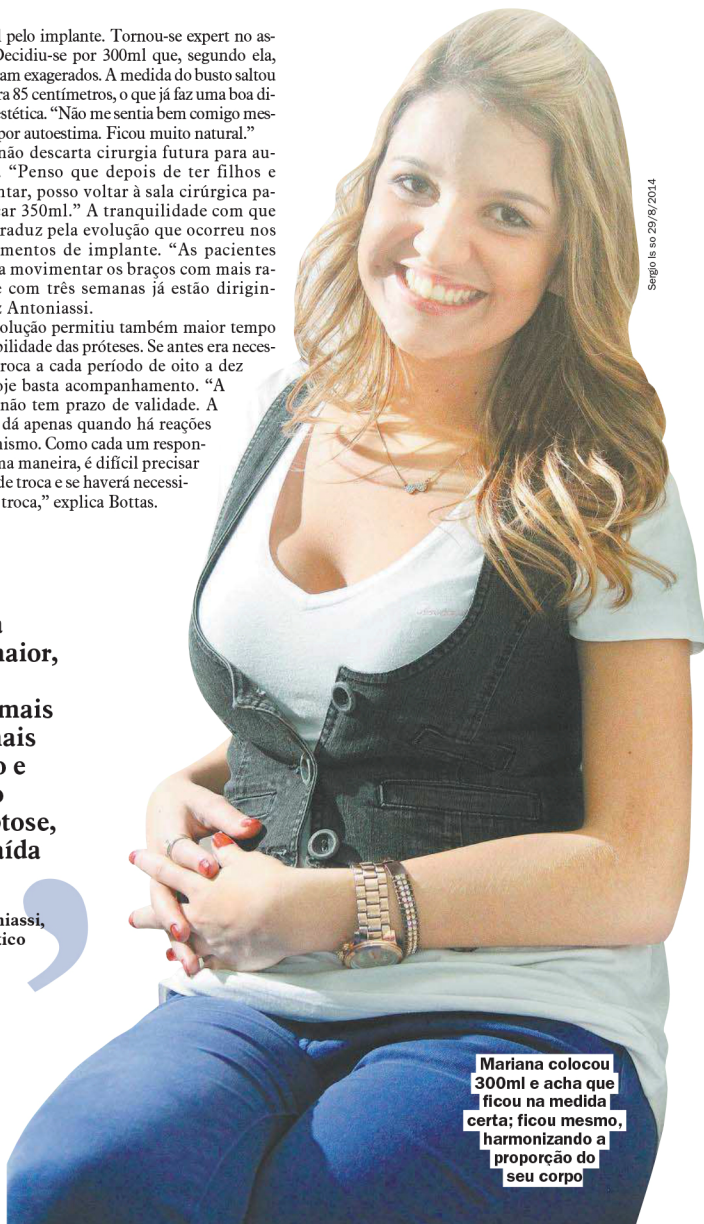 l pelo implante. Tornou-se expert no as-
Decidiu-se por 300ml que, segundo ela,
am exagerados. A medida do busto saltou
ra 85 centímetros, o que já faz uma boa di-
estética. “Não me sentia bem comigo mes-
por autoestima. Ficou muito natural.”
não descarta cirurgia futura para au-
. “Penso que depois de ter filhos e
ntar, posso voltar à sala cirúrgica pa-
ar 350ml.” A tranquilidade com que
raduz pela evolução que ocorreu nos
mentos de implante. “As pacientes
a movimentar os braços com mais ra-
e com três semanas já estão dirigin-
z Antoniassi.
olução permitiu também maior tempo
bilidade das próteses. Se antes era neces-
roca a cada período de oito a dez
oje basta acompanhamento. “A
não tem prazo de validade. A
dá apenas quando há reações
nismo. Como cada um respon-
ma maneira, é difícil precisar
de troca e se haverá necessi-
troca,” explica Bottas.
a
naior,
mais
nais
o e
o
ptose,
aída
niassi,
tico
Sergio Is so 29/8/2014
Mariana colocou
300ml e acha que
ficou na medida
certa; ficou mesmo,
harmonizando a
proporção do
seu corpo